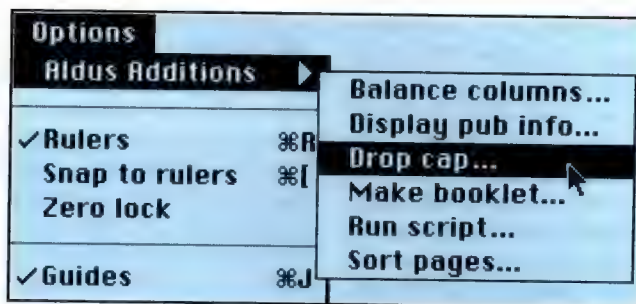 Options
Aldus Additions ▶
✓Rulers ⌘R
Snap to rulers ⌘[
Zero lock
✓Guides ⌘J
Balance columns...
Display pub info...
Drop cap...
Make booklet...
Run script...
Sort pages...